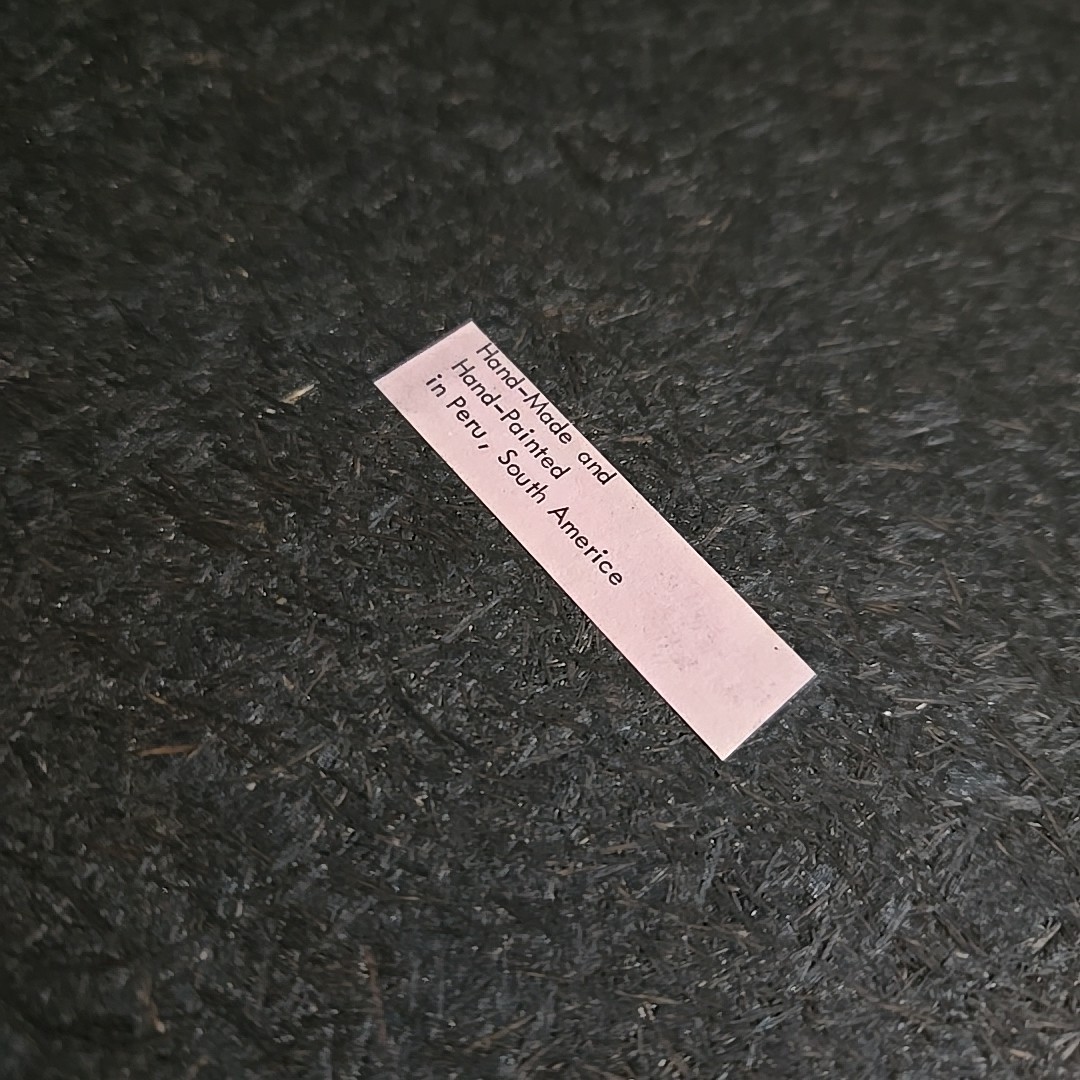 Hand-Made and
Hand-Painted
in Peru, South Americe